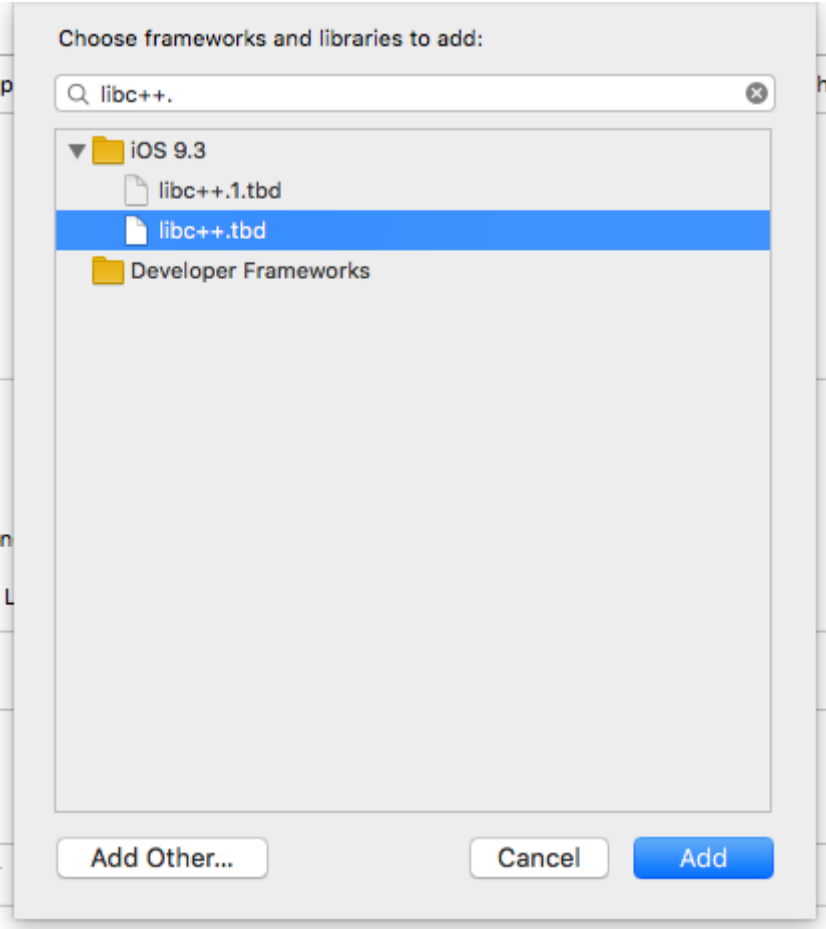 Choose frameworks and libraries to add:
p
h
libc++.
iOS 9.3
libc++.1.tbd
libc++.tbd
Developer Frameworks
n
L
Add Other...
Cancel
Add